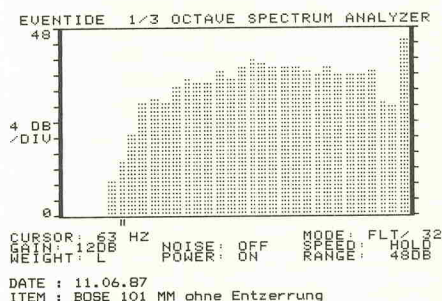 EVENTIDE 1/3 OCTAVE SPECTRUM ANALYZER
48
4 DB
/DIV
0
CURSOR: 63 HZ MODE: FLT/ 32
GAIN: 12DB NOISE: OFF SPEED: HOLD
WEIGHT: L POWER: ON RANGE: 48DB
DATE : 11.06.87
ITEM : BOSE 101 MM ohne Entzerrung